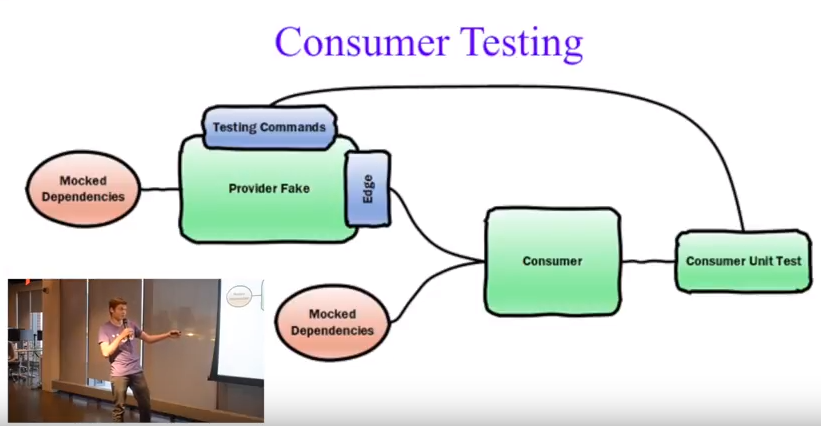 Consumer Testing
Testing Commands
Mocked
Dependencies
Provider Fake
Edge
Consumer
Consumer Unit Test
Mocked
Dependencies